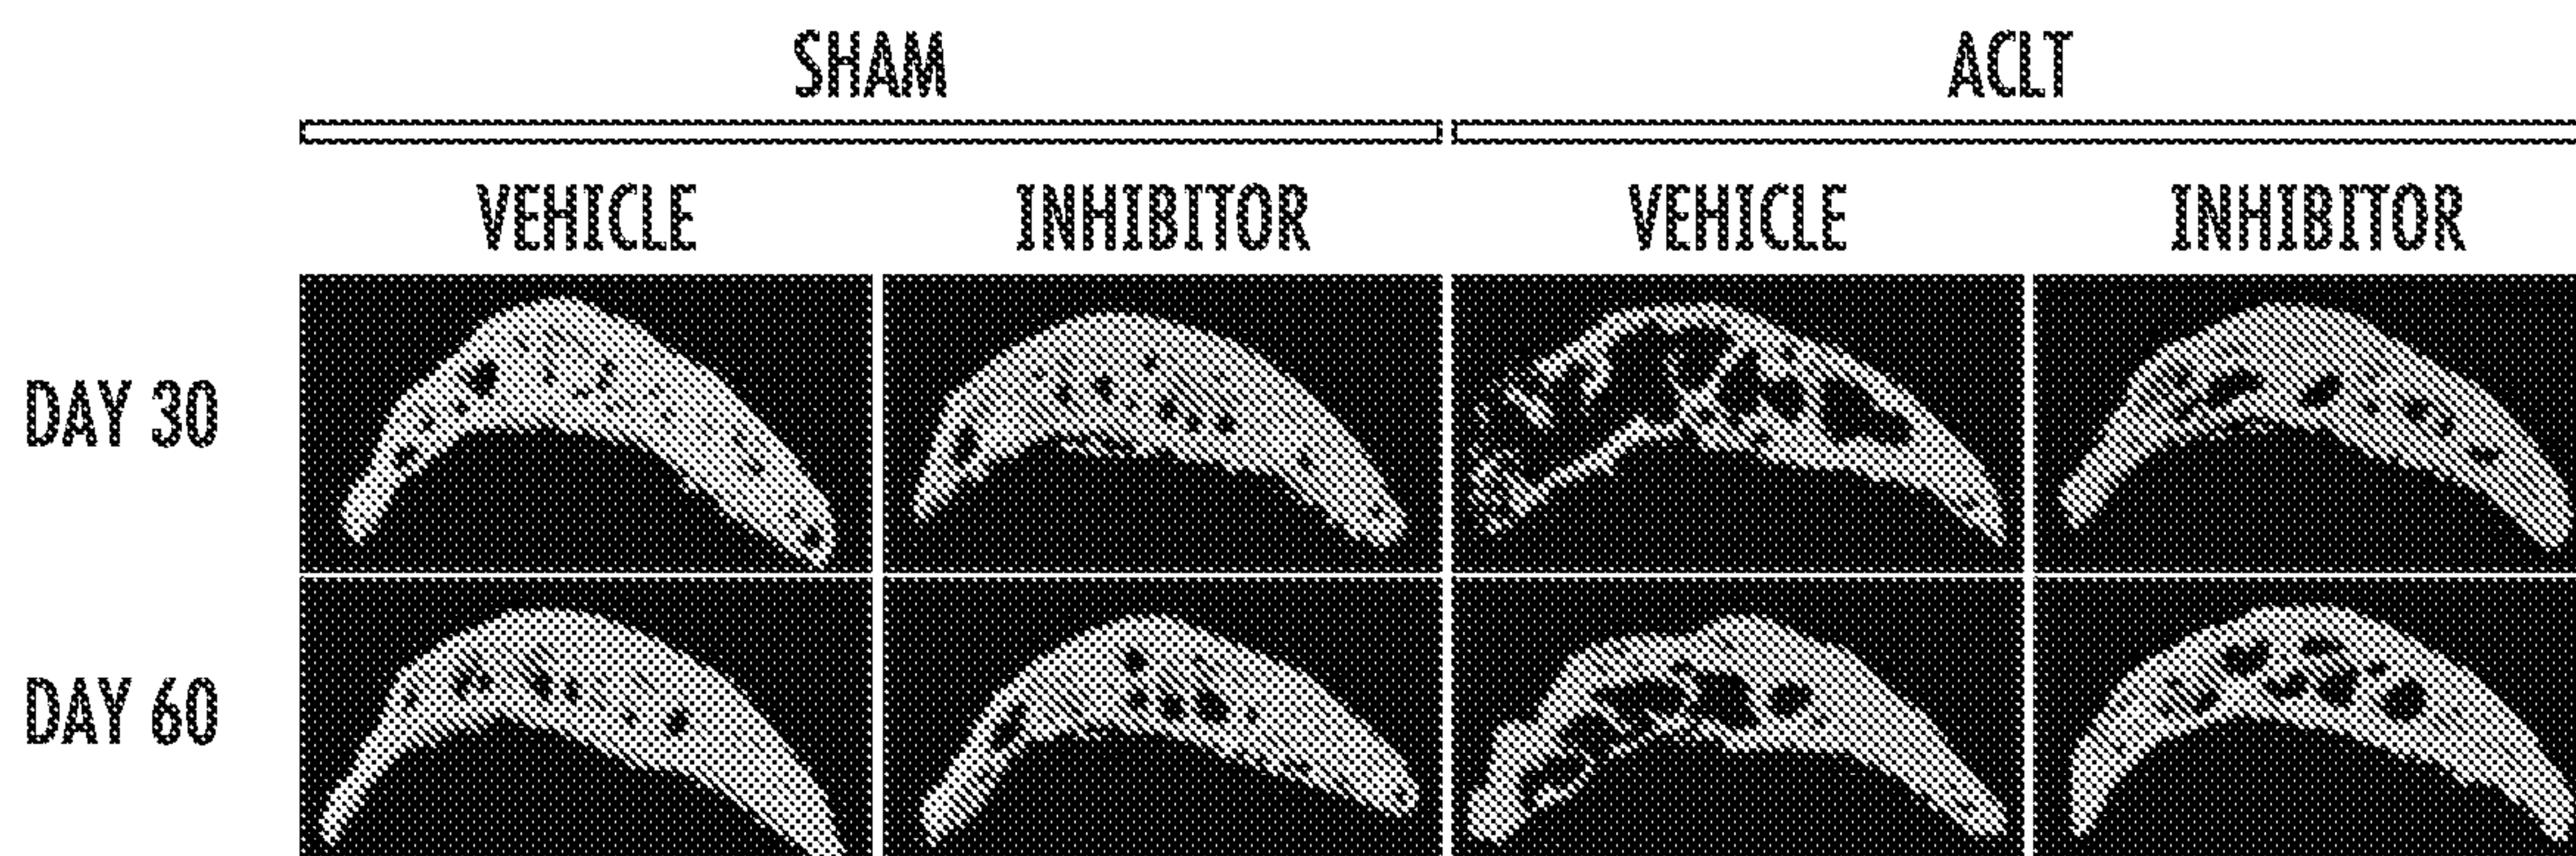 SHAM ACLT
VEHICLE INHIBITOR VEHICLE INHIBITOR
DAY 30
DAY 60